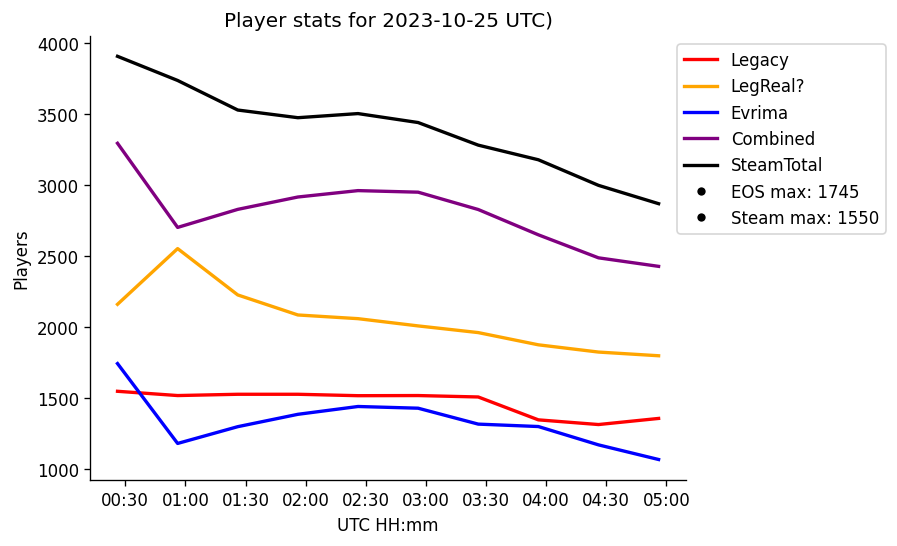 Player stats for 2023-10-25 UTC)
4000
3500
3000
2500
2000
1500
1000
Players
00:30 01:00 01:30 02:00 02:30 03:00 03:30 04:00 04:30 05:00
UTC HH:mm
Legacy
LegReal?
Evrima
Combined
SteamTotal
EOS max: 1745
Steam max: 1550